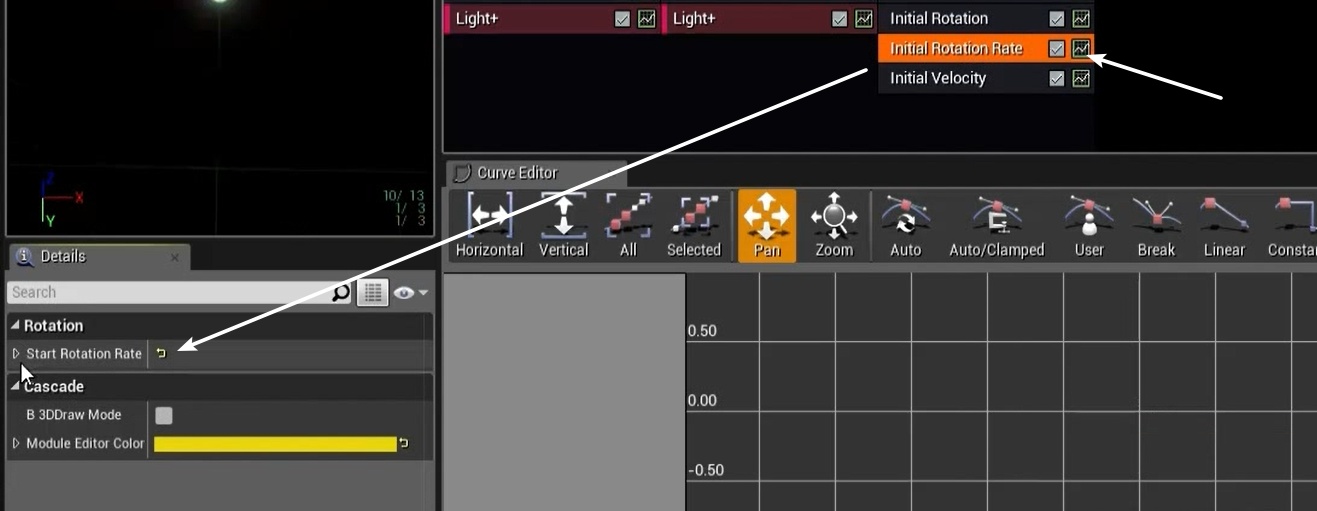 Light+
Light+
Initial Rotation
Initial Rotation Rate
Initial Velocity
Z
X
Y
10/ 13
1/ 3
1/ 3
Curve Editor
Horizontal
Vertical
All
Selected
Pan
Zoom
Auto
Auto/Clamped
User
Break
Linear
Consta
Details
Search
Rotation
Start Rotation Rate
Cascade
B 3DDraw Mode
Module Editor Color
0.50
0.00
-0.50